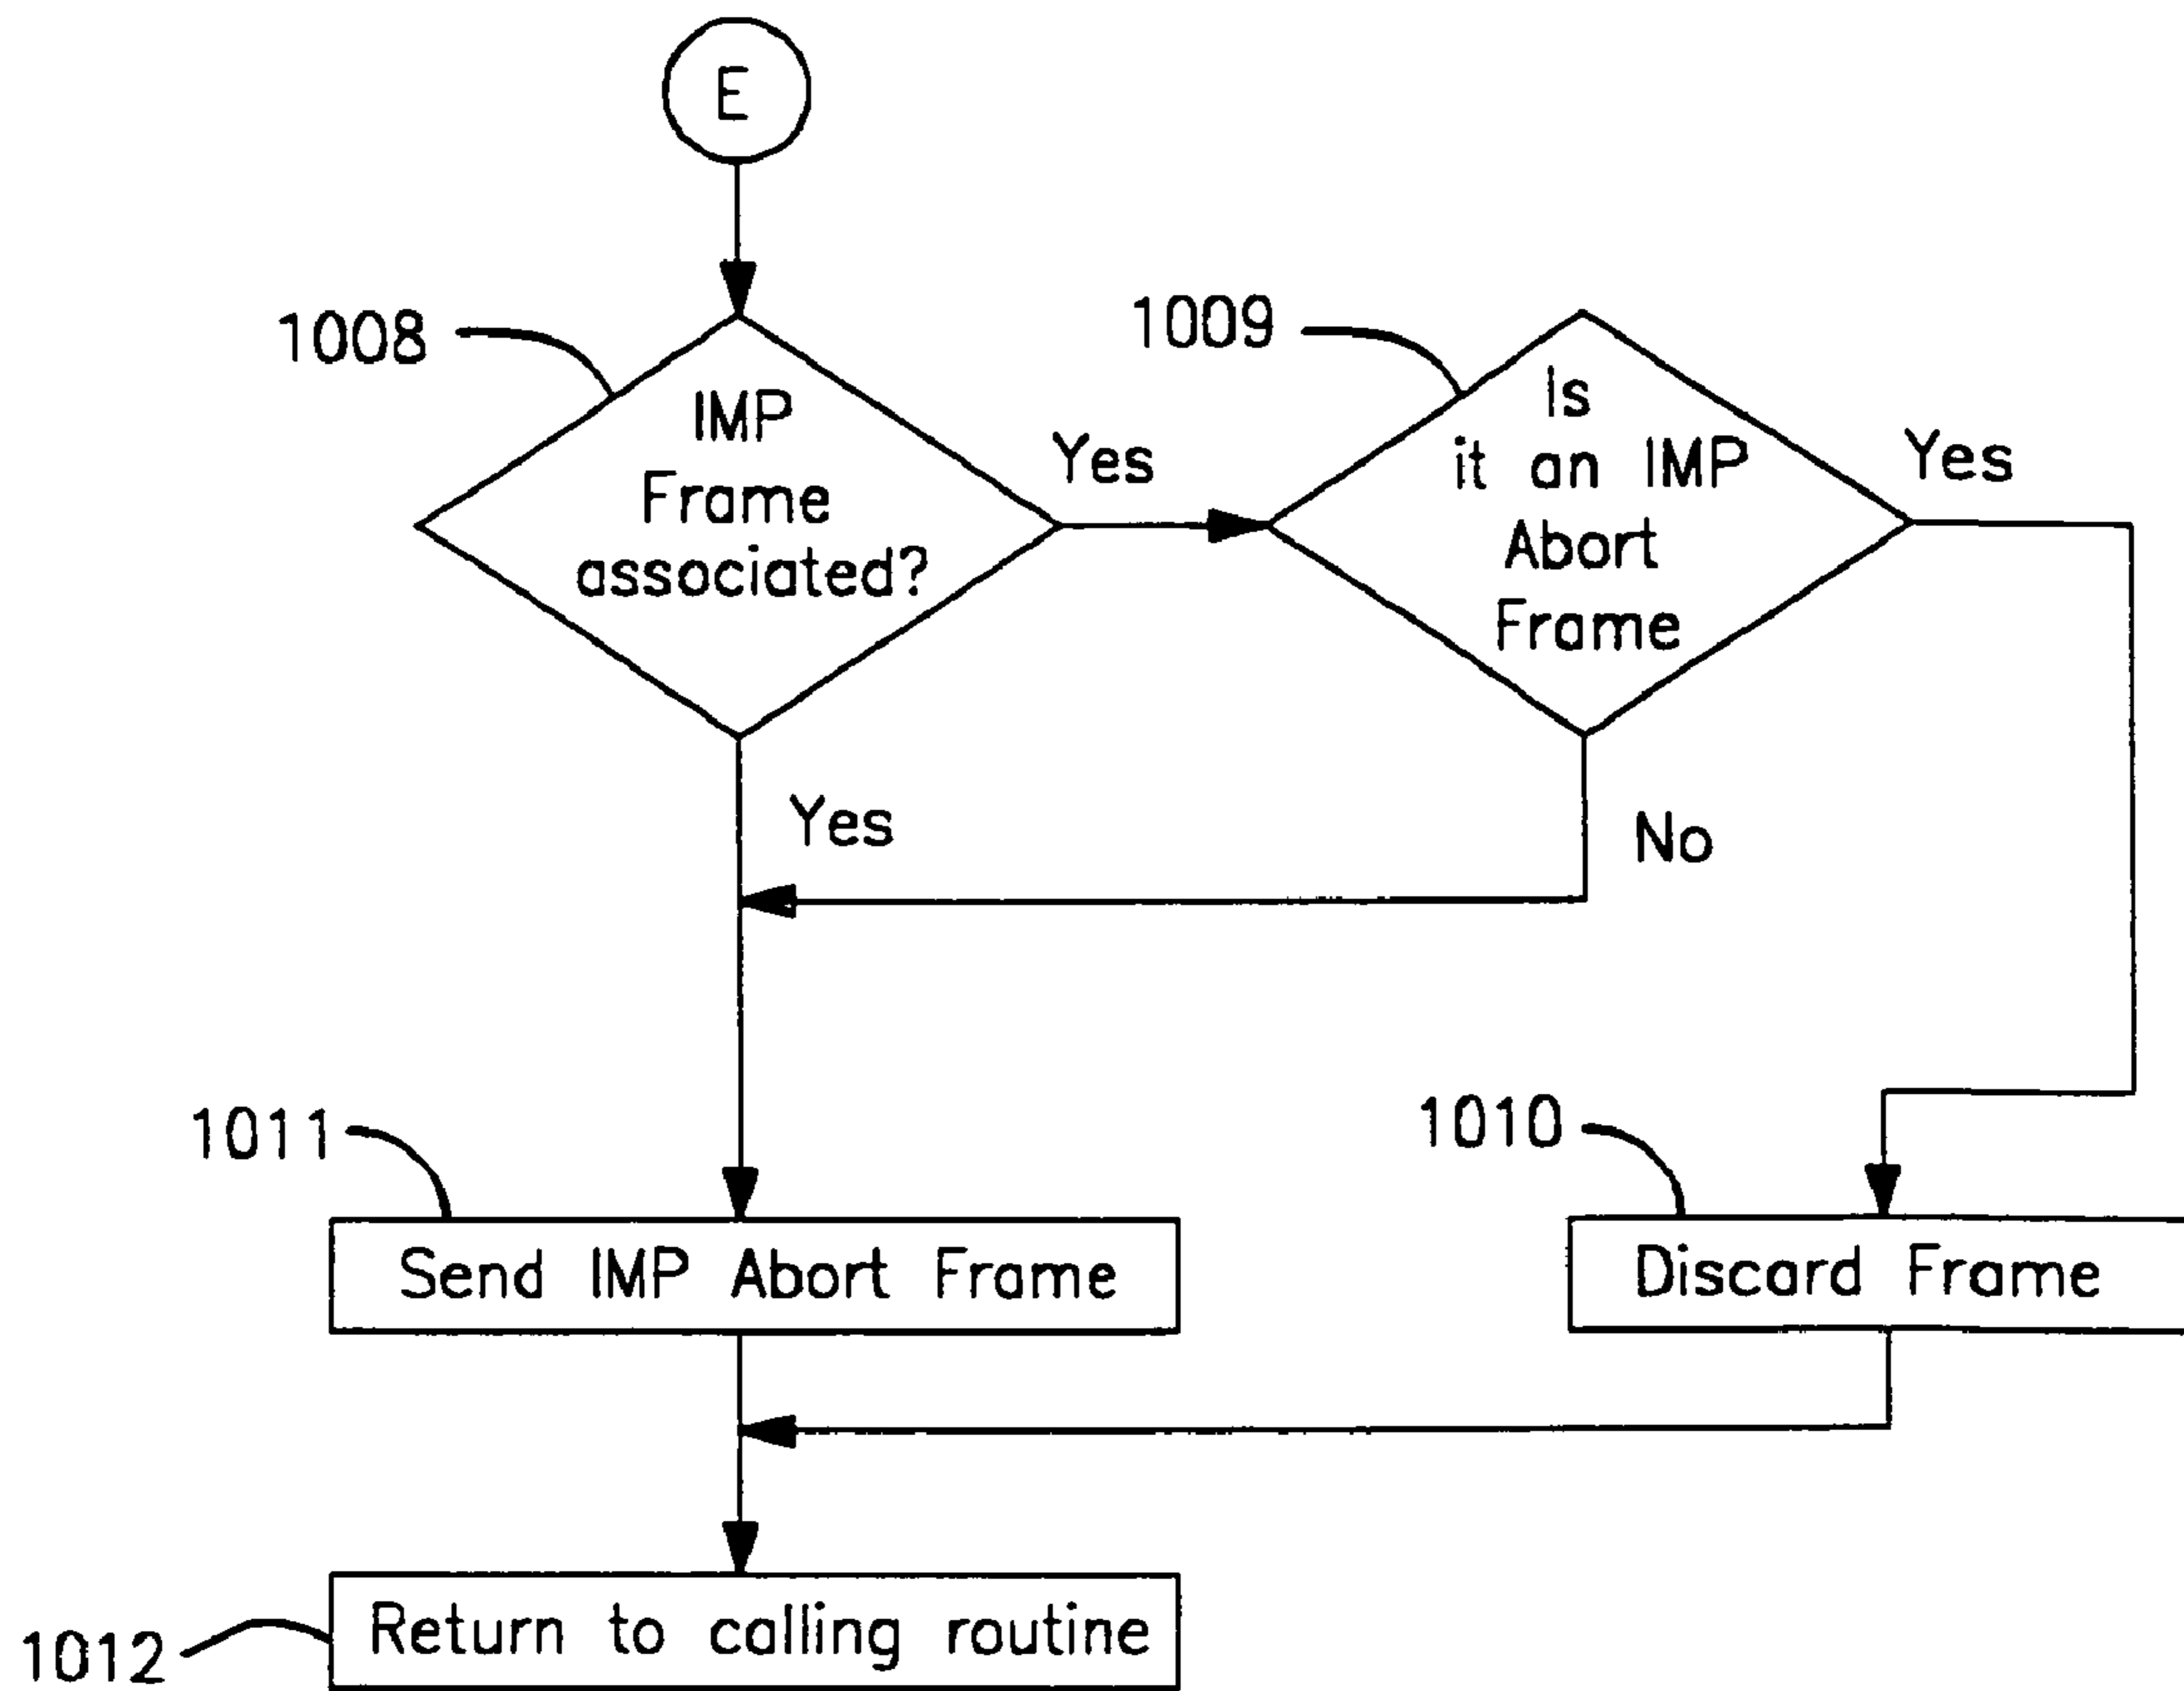 E
1008
IMP
Frame
associated?
Yes
1009
Is
it an IMP
Abort
Frame
Yes
Yes
No
1011
Send IMP Abort Frame
1010
Discard Frame
1012
Return to calling routine